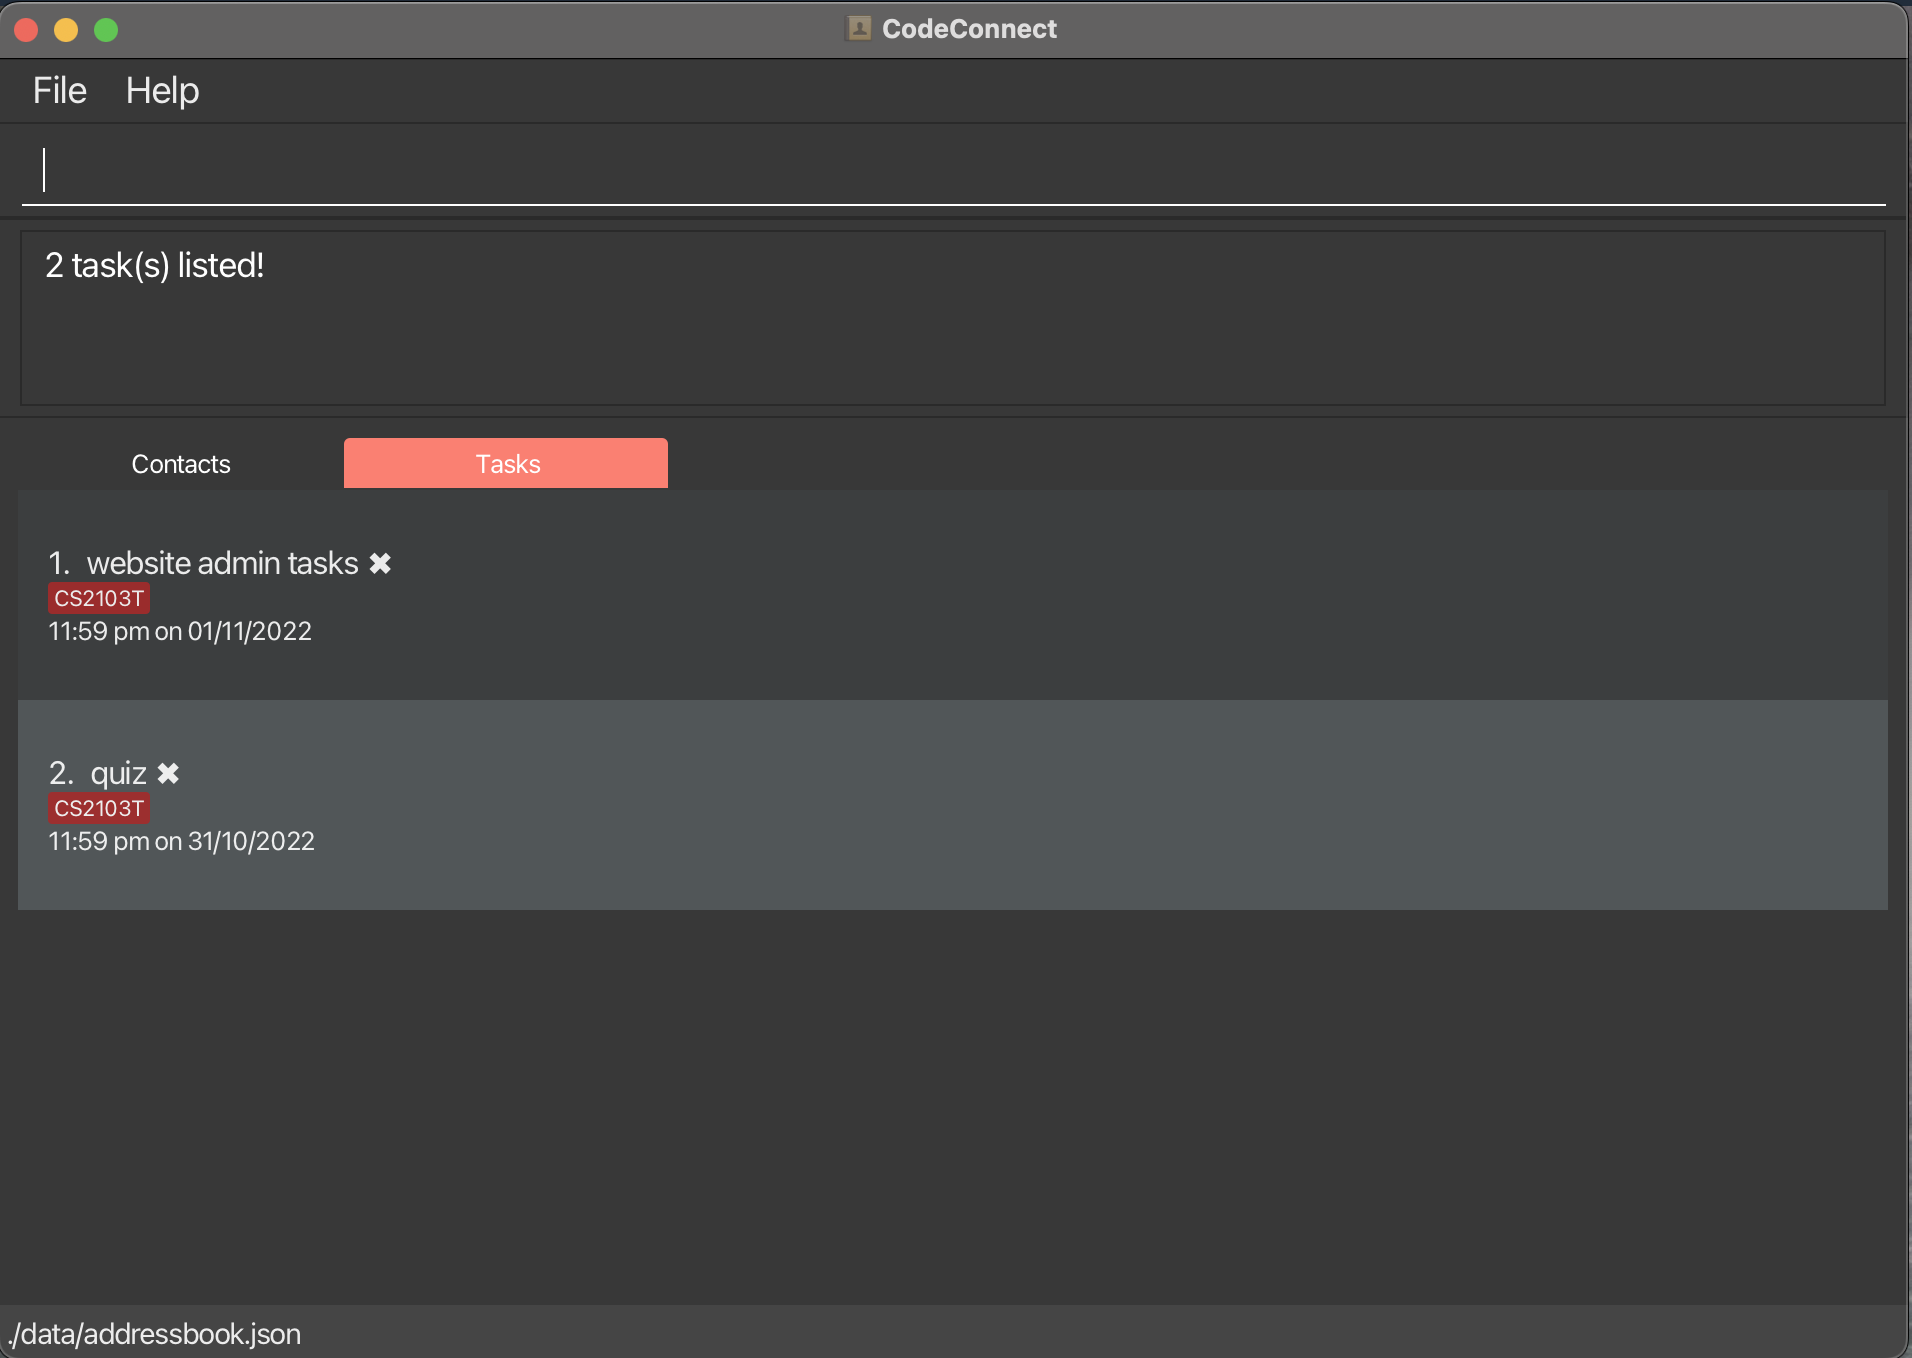 CodeConnect
File Help
2 task(s) listed!
Contacts Tasks
1. website admin tasks ✖
CS2103T
11:59 pm on 01/11/2022
2. quiz ✖
CS2103T
11:59 pm on 31/10/2022
./data/addressbook.json